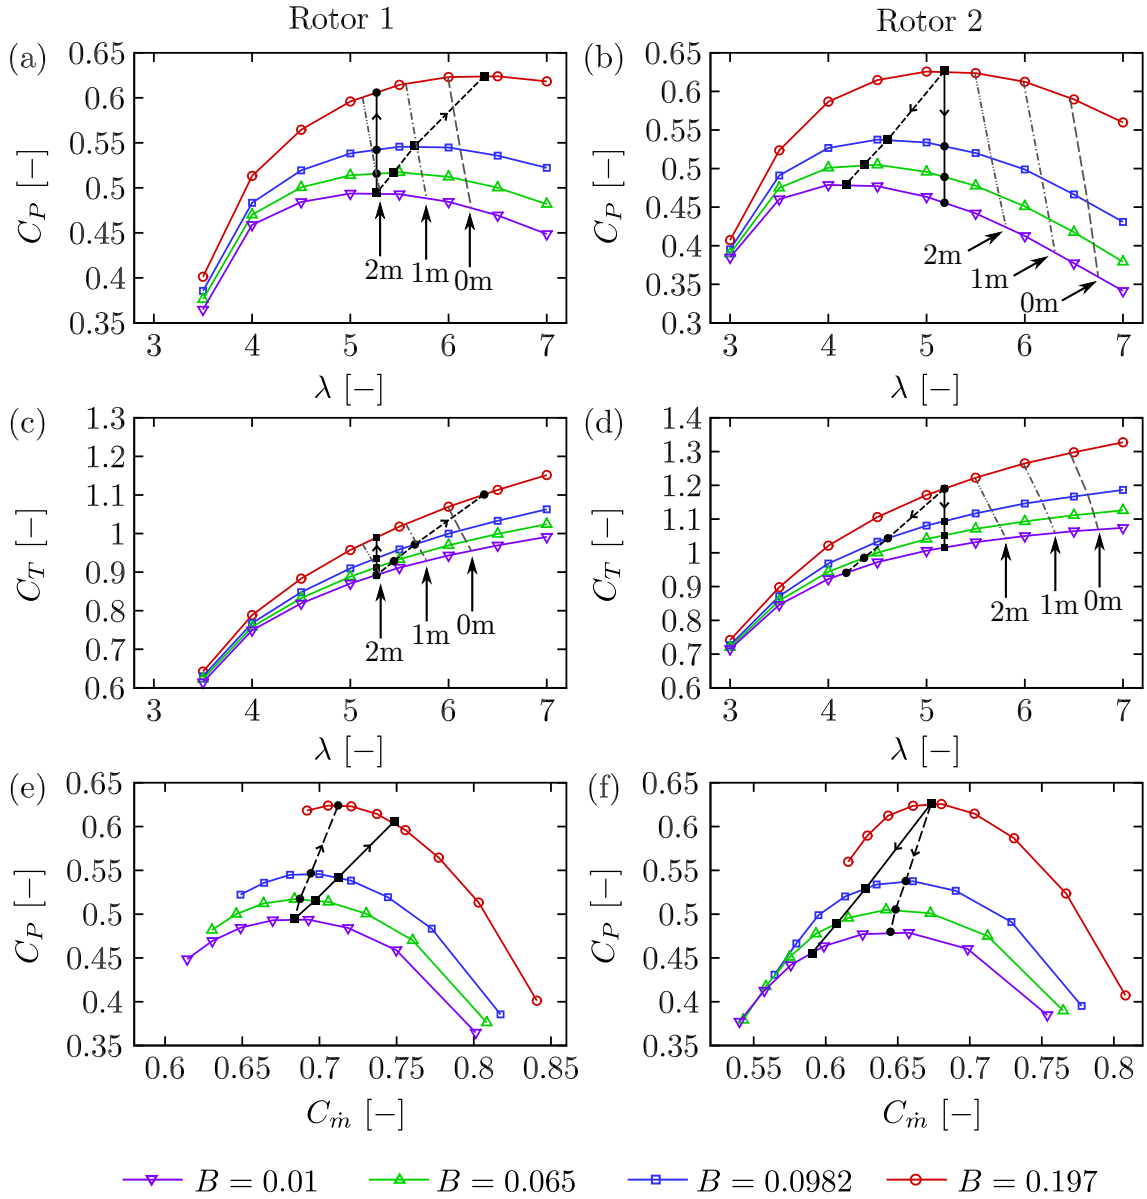 Rotor 1
Rotor 2
(a)
0.65
0.6
0.55
0.5
0.45
0.4
0.35
C_P [−]
2m
1m
0m
3 4 5 6 7
λ [−]
(b)
0.65
0.6
0.55
0.5
0.45
0.4
0.35
0.3
C_P [−]
2m
1m
0m
3 4 5 6 7
λ [−]
(c)
1.3
1.2
1.1
1
0.9
0.8
0.7
0.6
C_T [−]
2m
1m
0m
3 4 5 6 7
λ [−]
(d)
1.4
1.3
1.2
1.1
1
0.9
0.8
0.7
0.6
C_T [−]
2m
1m
0m
3 4 5 6 7
λ [−]
(e)
0.65
0.6
0.55
0.5
0.45
0.4
0.35
C_P [−]
0.6 0.65 0.7 0.75 0.8 0.85
C_ṁ [−]
(f)
0.65
0.6
0.55
0.5
0.45
0.4
0.35
C_P [−]
0.55 0.6 0.65 0.7 0.75 0.8
C_ṁ [−]
B = 0.01 B = 0.065 B = 0.0982 B = 0.197